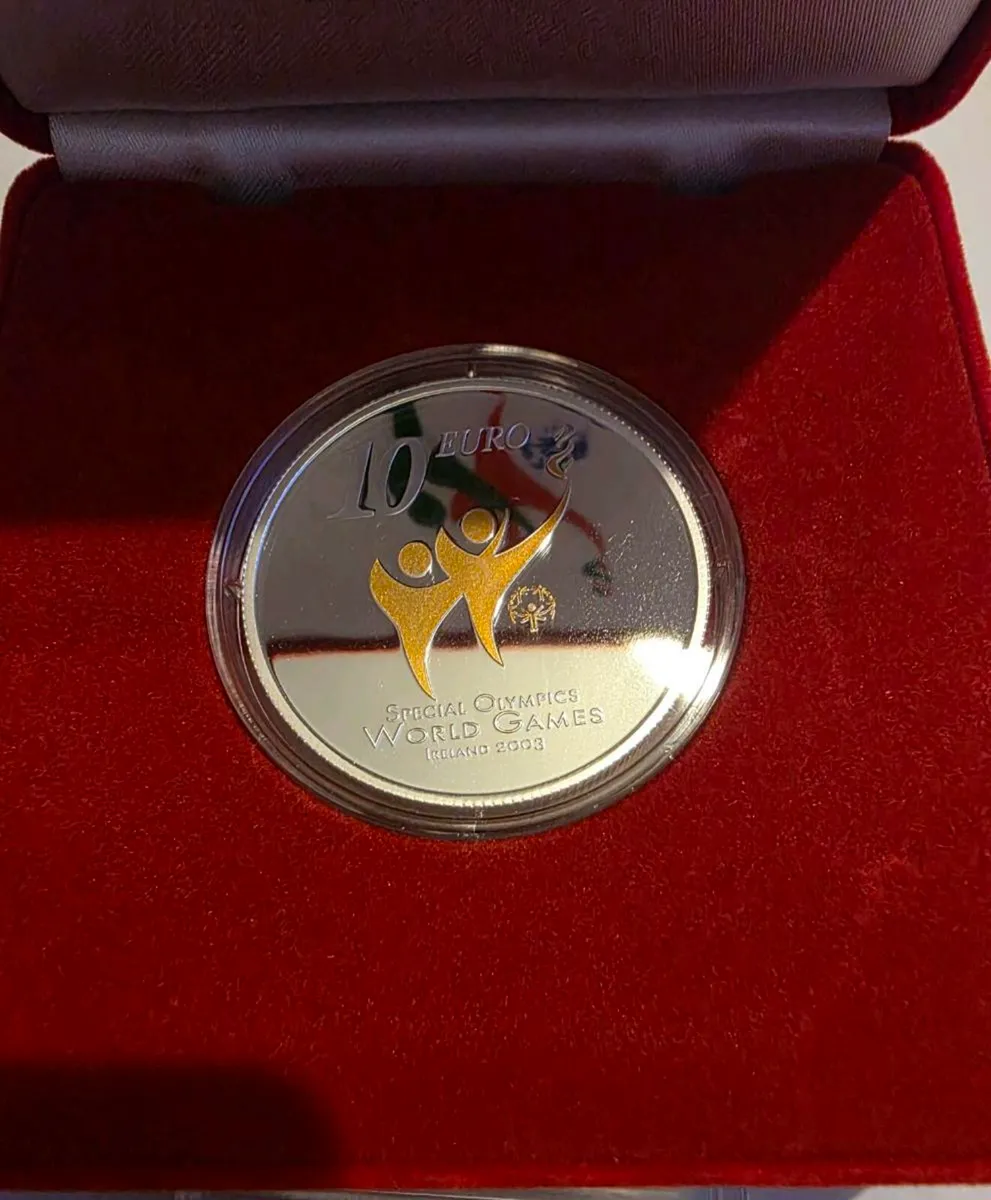 10 EURO
SPECIAL OLYMPICS
WORLD GAMES
IRELAND 2003